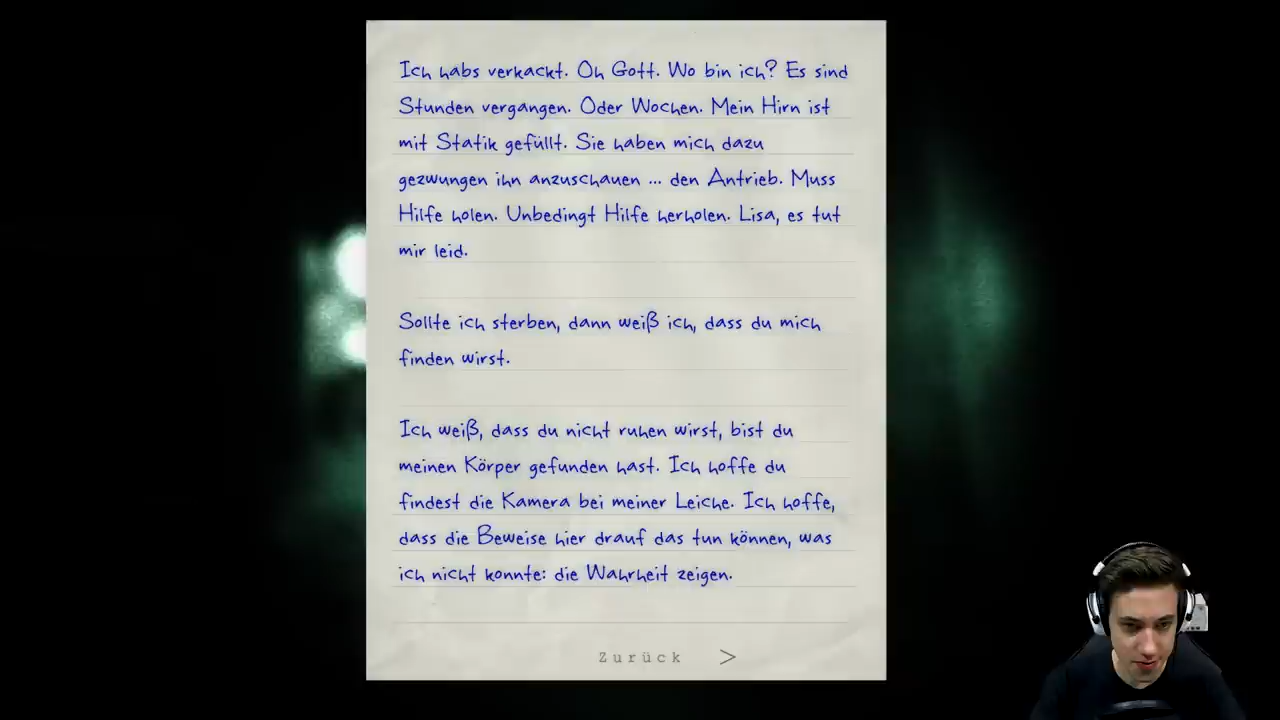 Ich habs verkackt. Oh Gott. Wo bin ich? Es sind
Stunden vergangen. Oder Wochen. Mein Hirn ist
mit Statik gefüllt. Sie haben mich dazu
gezwungen ihn anzuschauen ... den Antrieb. Muss
Hilfe holen. Unbedingt Hilfe herholen. Lisa, es tut
mir leid.
Sollte ich sterben, dann weiß ich, dass du mich
finden wirst.
Ich weiß, dass du nicht ruhen wirst, bist du
meinen Körper gefunden hast. Ich hoffe du
findest die Kamera bei meiner Leiche. Ich hoffe,
dass die Beweise hier drauf das tun können, was
ich nicht konnte: die Wahrheit zeigen.
Zurück >